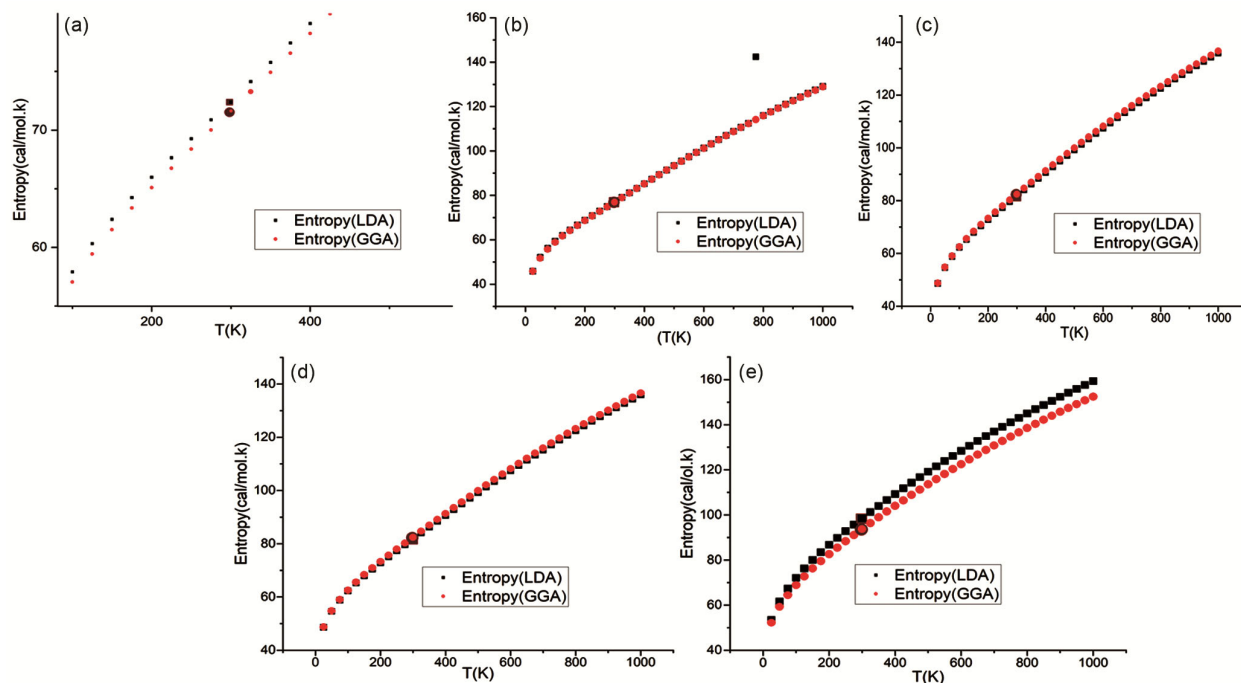 (a)
Entropy(cal/mol.k)
70
60
200
400
T(K)
Entropy(LDA)
Entropy(GGA)
(b)
Entropy(cal/mol.k)
160
140
120
100
80
60
40
0
200
400
600
800
1000
(T(K)
Entropy(LDA)
Entropy(GGA)
(c)
Entropy(cal/mol.k)
140
120
100
80
60
40
0
200
400
600
800
1000
T(K)
Entropy(LDA)
Entropy(GGA)
(d)
Entropy(cal/mol.k)
140
120
100
80
60
40
0
200
400
600
800
1000
T(K)
Entropy(LDA)
Entropy(GGA)
(e)
Entropy(cal/ol.k)
160
140
120
100
80
60
40
0
200
400
600
800
1000
T(K)
Entropy(LDA)
Entropy(GGA)